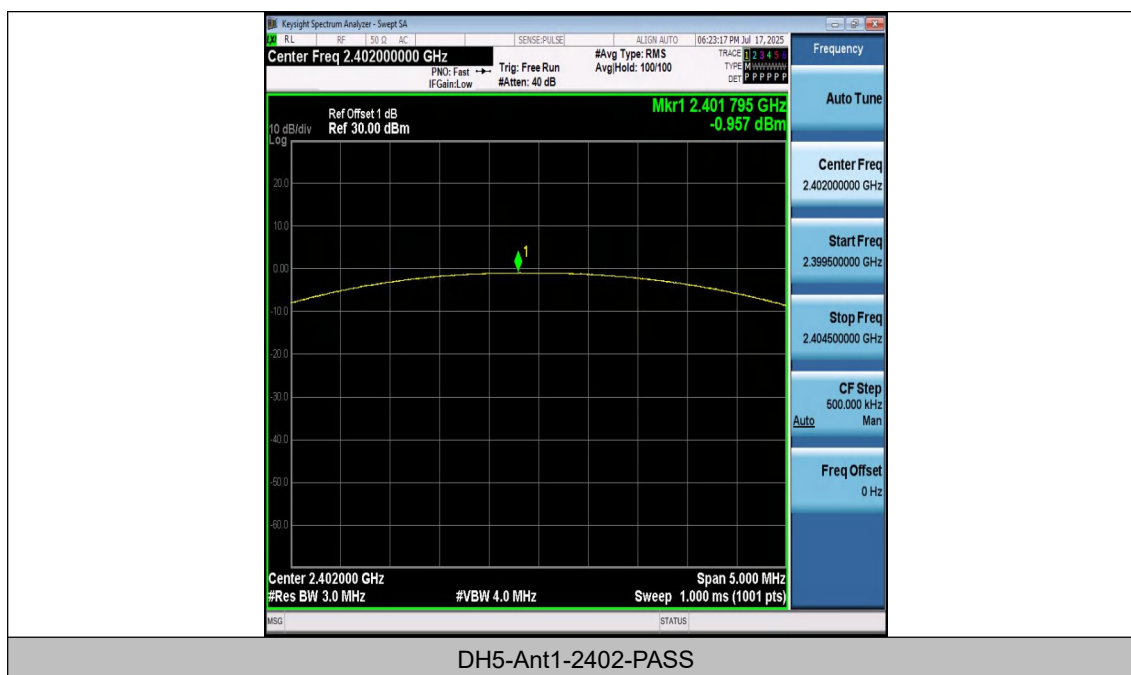 Keysight Spectrum Analyzer - Swept SA
LXI RL RF 50 Ω AC SENSE:PULSE ALIGN AUTO 06:23:17 PM Jul 17, 2025
Center Freq 2.402000000 GHz
PNO: Fast
IFGain:Low
Trig: Free Run
#Atten: 40 dB
#Avg Type: RMS
Avg|Hold: 100/100
TRACE 1 2 3 4 5 6
TYPE M WWWWW
DET P P P P P P
Ref Offset 1 dB
10 dB/div Ref 30.00 dBm
Log
Mkr1 2.401 795 GHz
-0.957 dBm
20.0
10.0
1
0.00
-10.0
-20.0
-30.0
-40.0
-50.0
-60.0
Center 2.402000 GHz Span 5.000 MHz
#Res BW 3.0 MHz #VBW 4.0 MHz Sweep 1.000 ms (1001 pts)
MSG STATUS
Frequency
Auto Tune
Center Freq
2.402000000 GHz
Start Freq
2.399500000 GHz
Stop Freq
2.404500000 GHz
CF Step
500.000 kHz
Auto Man
Freq Offset
0 Hz
DH5-Ant1-2402-PASS